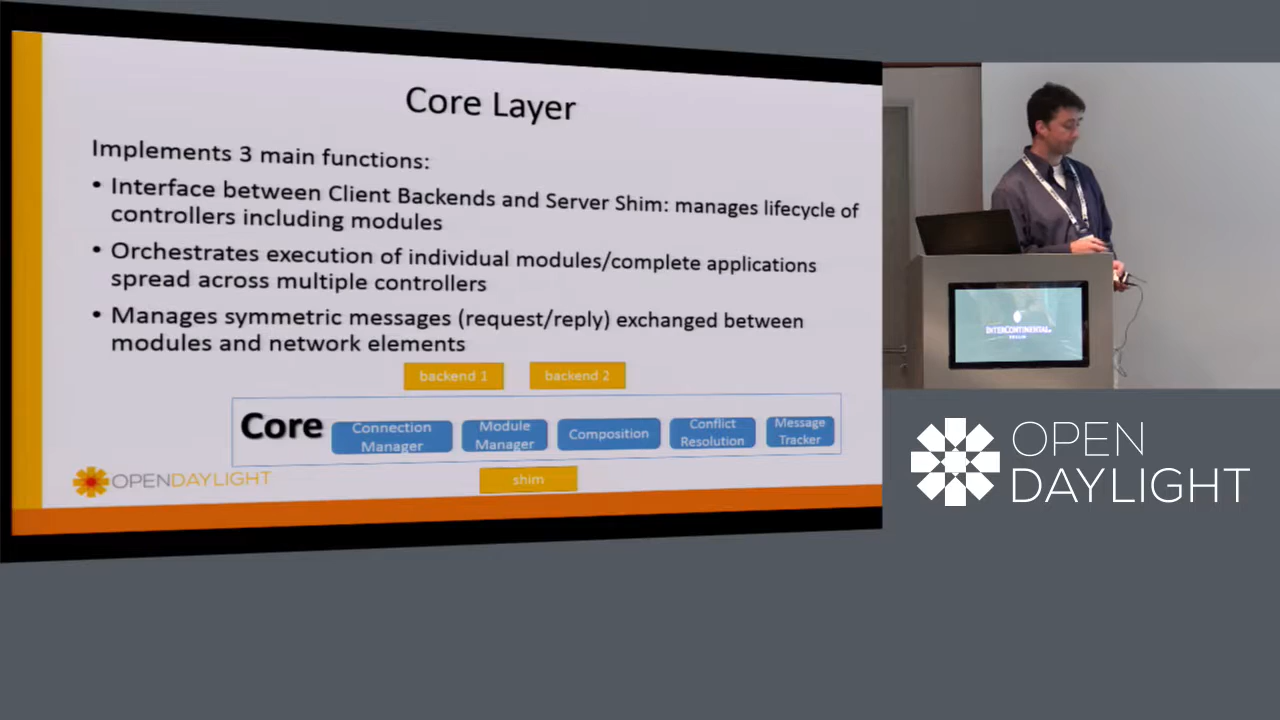 Core Layer
Implements 3 main functions:
• Interface between Client Backends and Server Shim: manages lifecycle of
controllers including modules
• Orchestrates execution of individual modules/complete applications
spread across multiple controllers
• Manages symmetric messages (request/reply) exchanged between
modules and network elements
backend 1
backend 2
Core
Connection
Manager
Module
Manager
Composition
Conflict
Resolution
Message
Tracker
OPENDAYLIGHT
shim
INTERCONTINENTAL
OPEN
DAYLIGHT